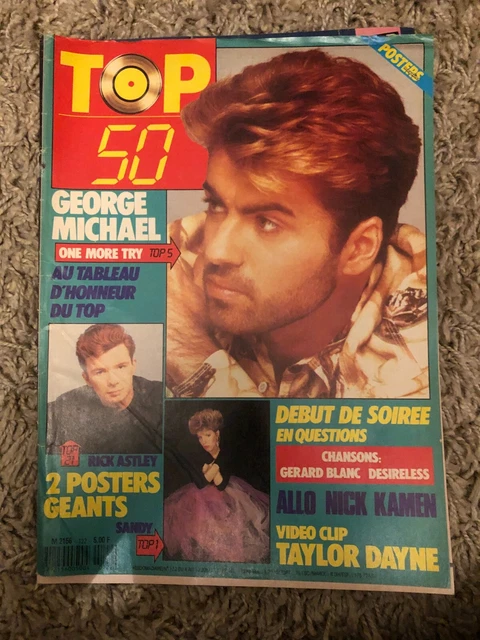 TOP
50
POSTERS
GEORGE
MICHAEL
ONE MORE TRY TOP 5
AU TABLEAU
D'HONNEUR
DU TOP
TOP 31
RICK ASTLEY
2 POSTERS
GEANTS
SANDY
TOP 1
DEBUT DE SOIREE
EN QUESTIONS
CHANSONS:
GERARD BLANC DESIRELESS
ALLO NICK KAMEN
VIDEO CLIP
TAYLOR DAYNE